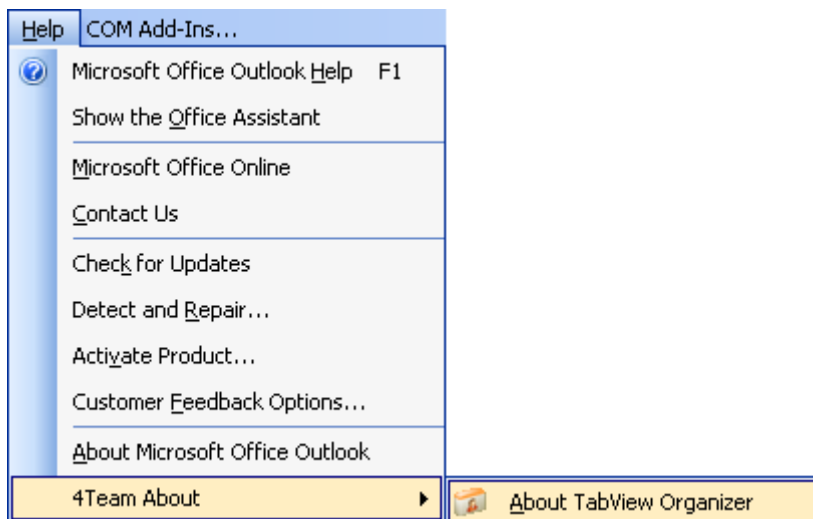 Help COM Add-Ins...
Microsoft Office Outlook Help F1
Show the Office Assistant
Microsoft Office Online
Contact Us
Check for Updates
Detect and Repair...
Activate Product...
Customer Feedback Options...
About Microsoft Office Outlook
4Team About About TabView Organizer